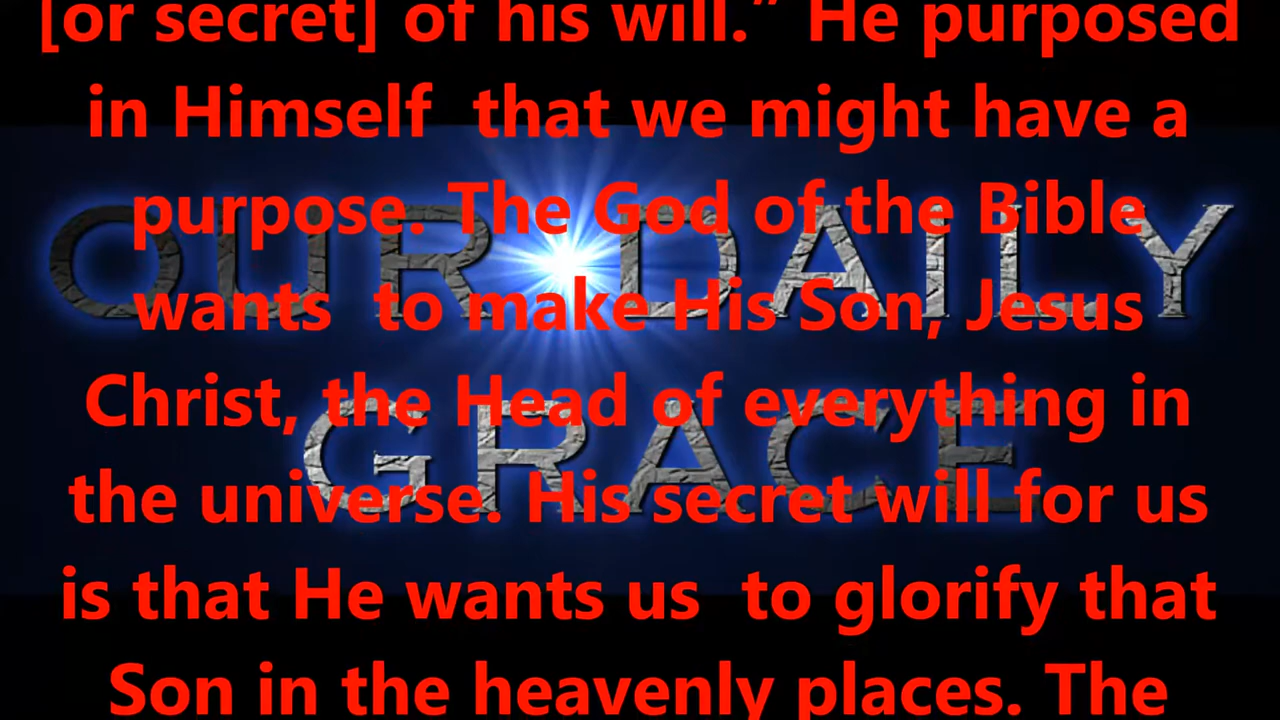 [or secret] of his will.” He purposed
in Himself  that we might have a
purpose. The God of the Bible
wants  to make His Son, Jesus
Christ, the Head of everything in
the universe. His secret will for us
is that He wants us  to glorify that
Son in the heavenly places. The
OUR DAILY
GRACE